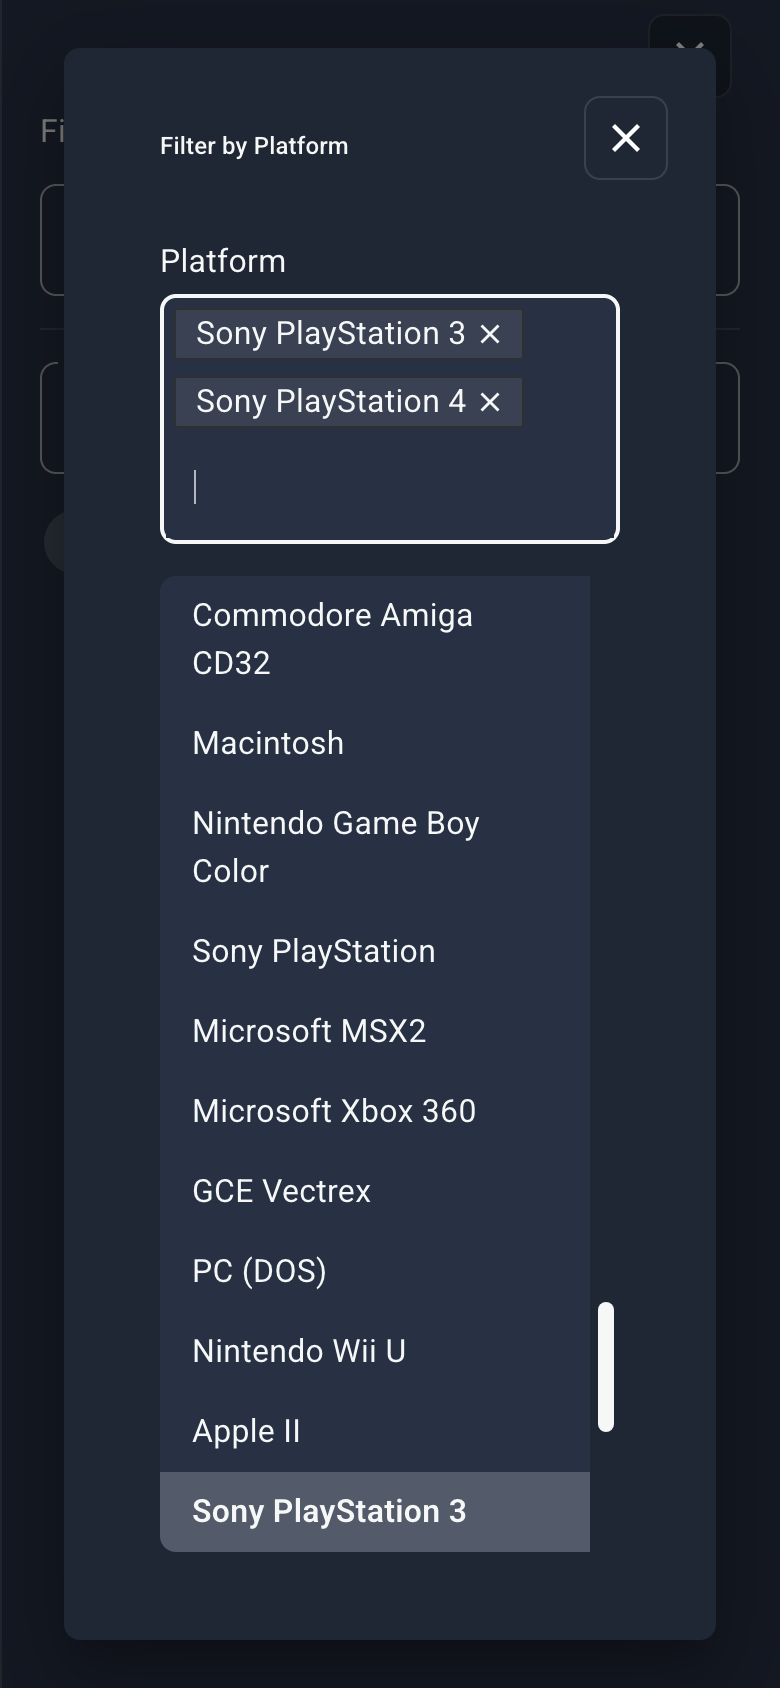 Fi
Filter by Platform
Platform
Sony PlayStation 3
Sony PlayStation 4
Commodore Amiga
CD32
Macintosh
Nintendo Game Boy
Color
Sony PlayStation
Microsoft MSX2
Microsoft Xbox 360
GCE Vectrex
PC (DOS)
Nintendo Wii U
Apple II
Sony PlayStation 3